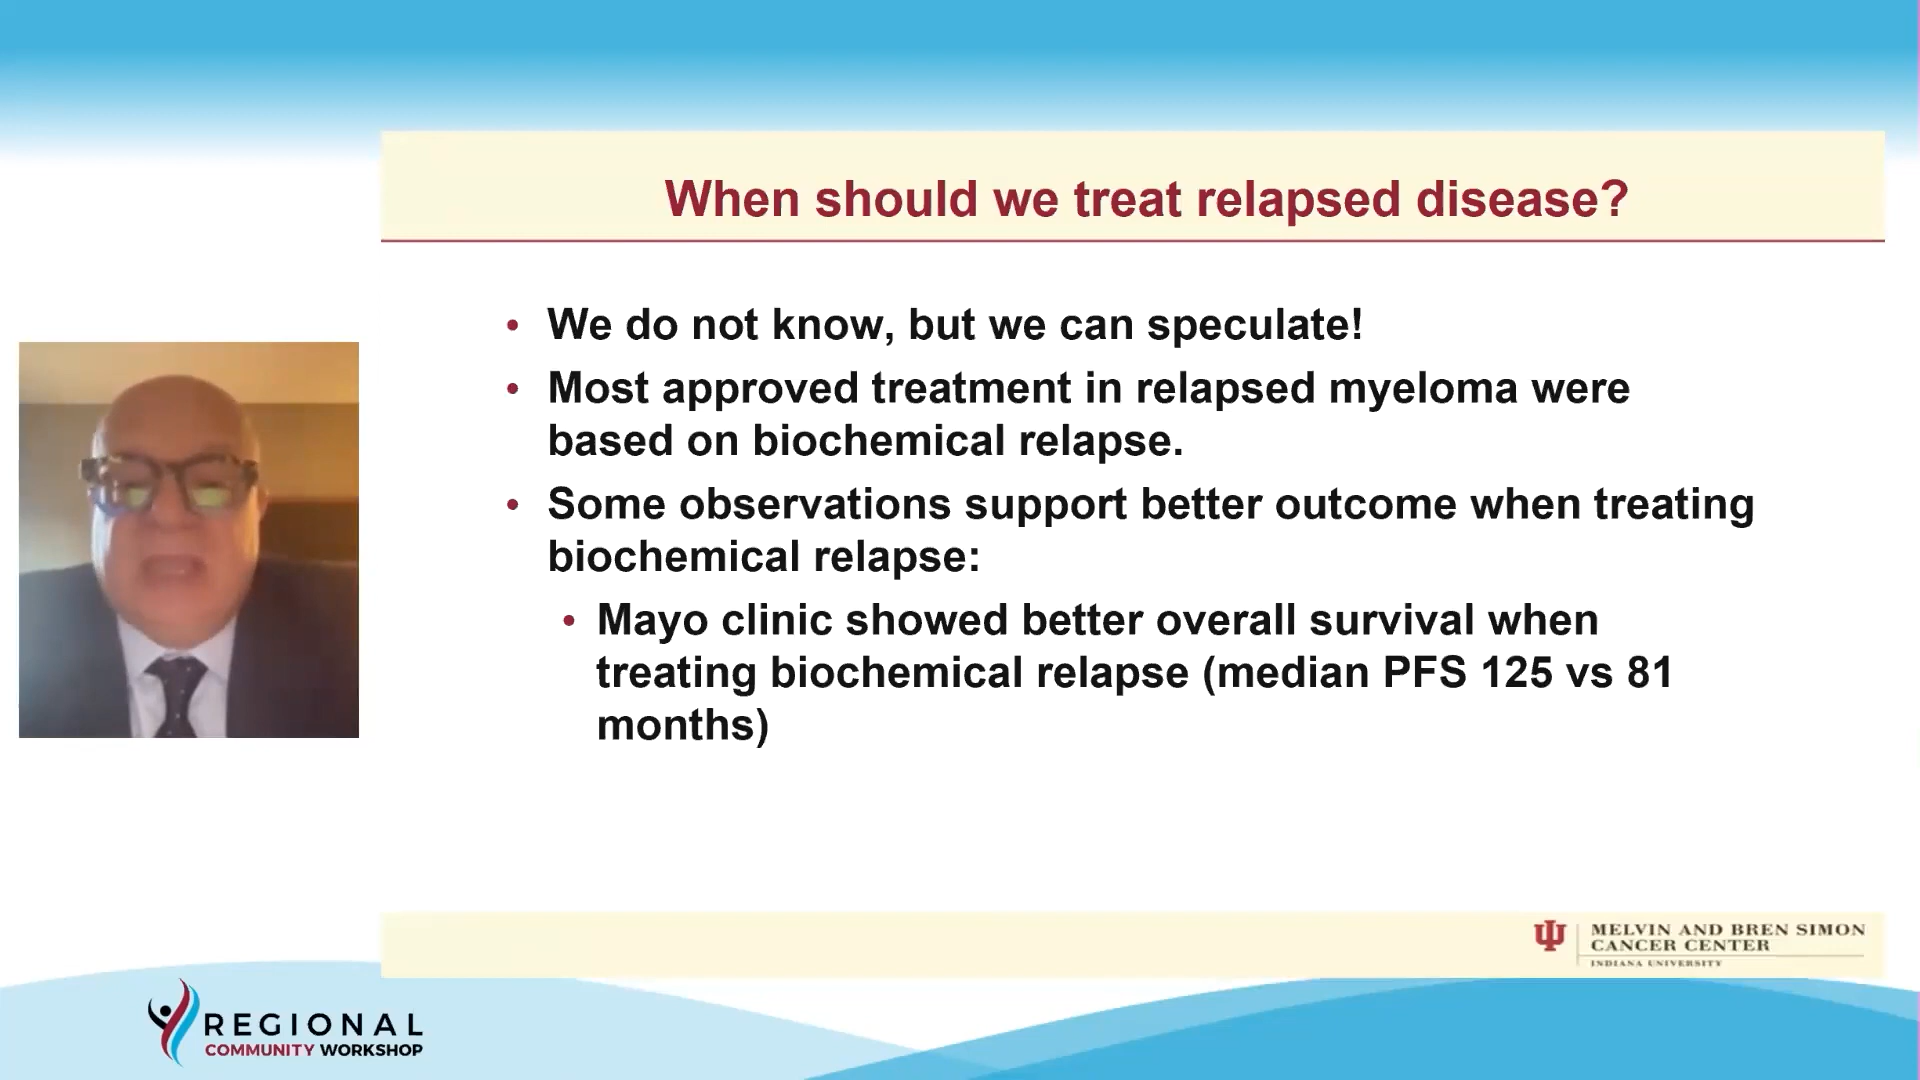 When should we treat relapsed disease?
• We do not know, but we can speculate!
• Most approved treatment in relapsed myeloma were
based on biochemical relapse.
• Some observations support better outcome when treating
biochemical relapse:
• Mayo clinic showed better overall survival when
treating biochemical relapse (median PFS 125 vs 81
months)
MELVIN AND BREN SIMON
CANCER CENTER
INDIANA UNIVERSITY
REGIONAL
COMMUNITY WORKSHOP